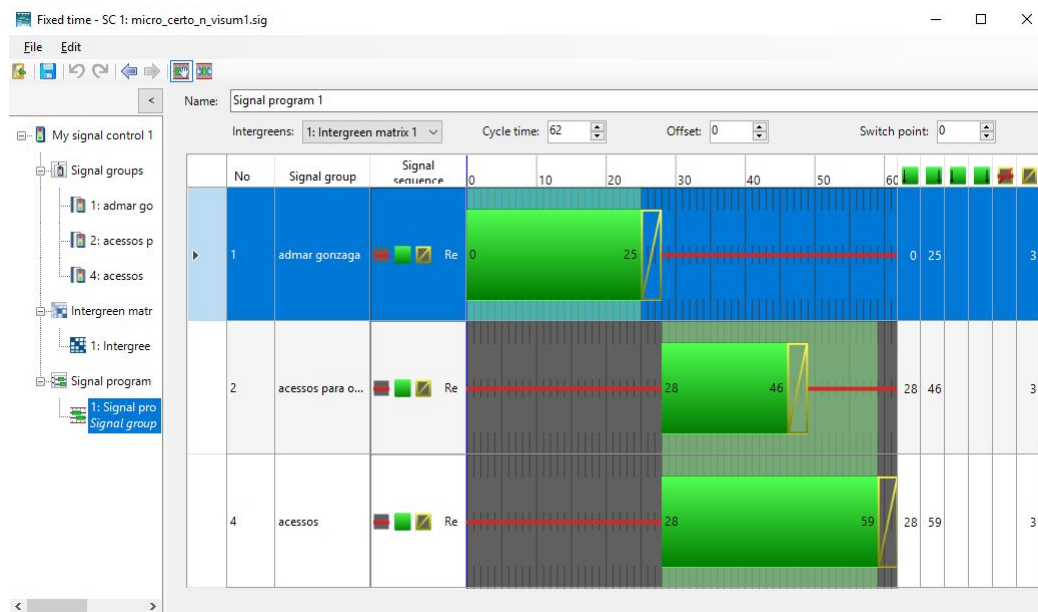 Fixed time - SC 1: micro_certo_n_visum1.sig
File Edit
< Name: Signal program 1
My signal control 1
Intergreens: 1: Intergreen matrix 1 Cycle time: 62 Offset: 0 Switch point: 0
Signal groups
No Signal group Signal sequence 0 10 20 30 40 50 60
1: admar go
2: acessos p
4: acessos
1 admar gonzaga Re 0 25 0 25 3
Intergreen matr
1: Intergree
Signal program
2 acessos para o... Re 28 46 28 46 3
1: Signal pro
Signal group
4 acessos Re 28 59 28 59 3
< >